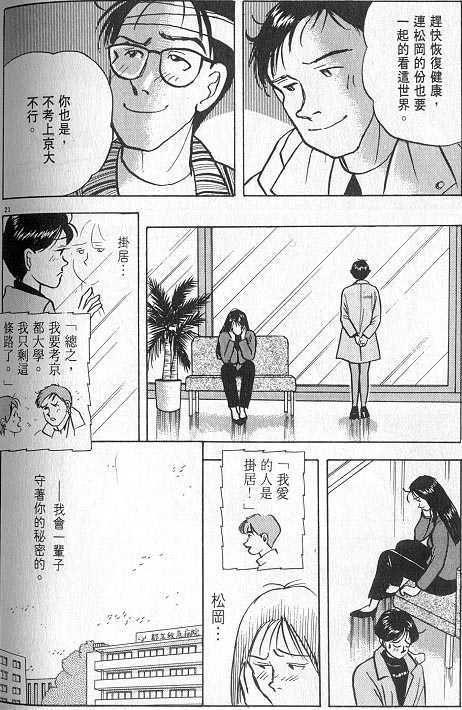 趕快恢復健康，
連松岡的份也要
一起的看這世界。
你也是，
不考上京大
不行。
21
掛居…
「總之，
我要考京
都大學。
我只剩這
條路了。」
「我愛
的人是
掛居！」
松岡…
──我會一輩子
守著你的秘密的。